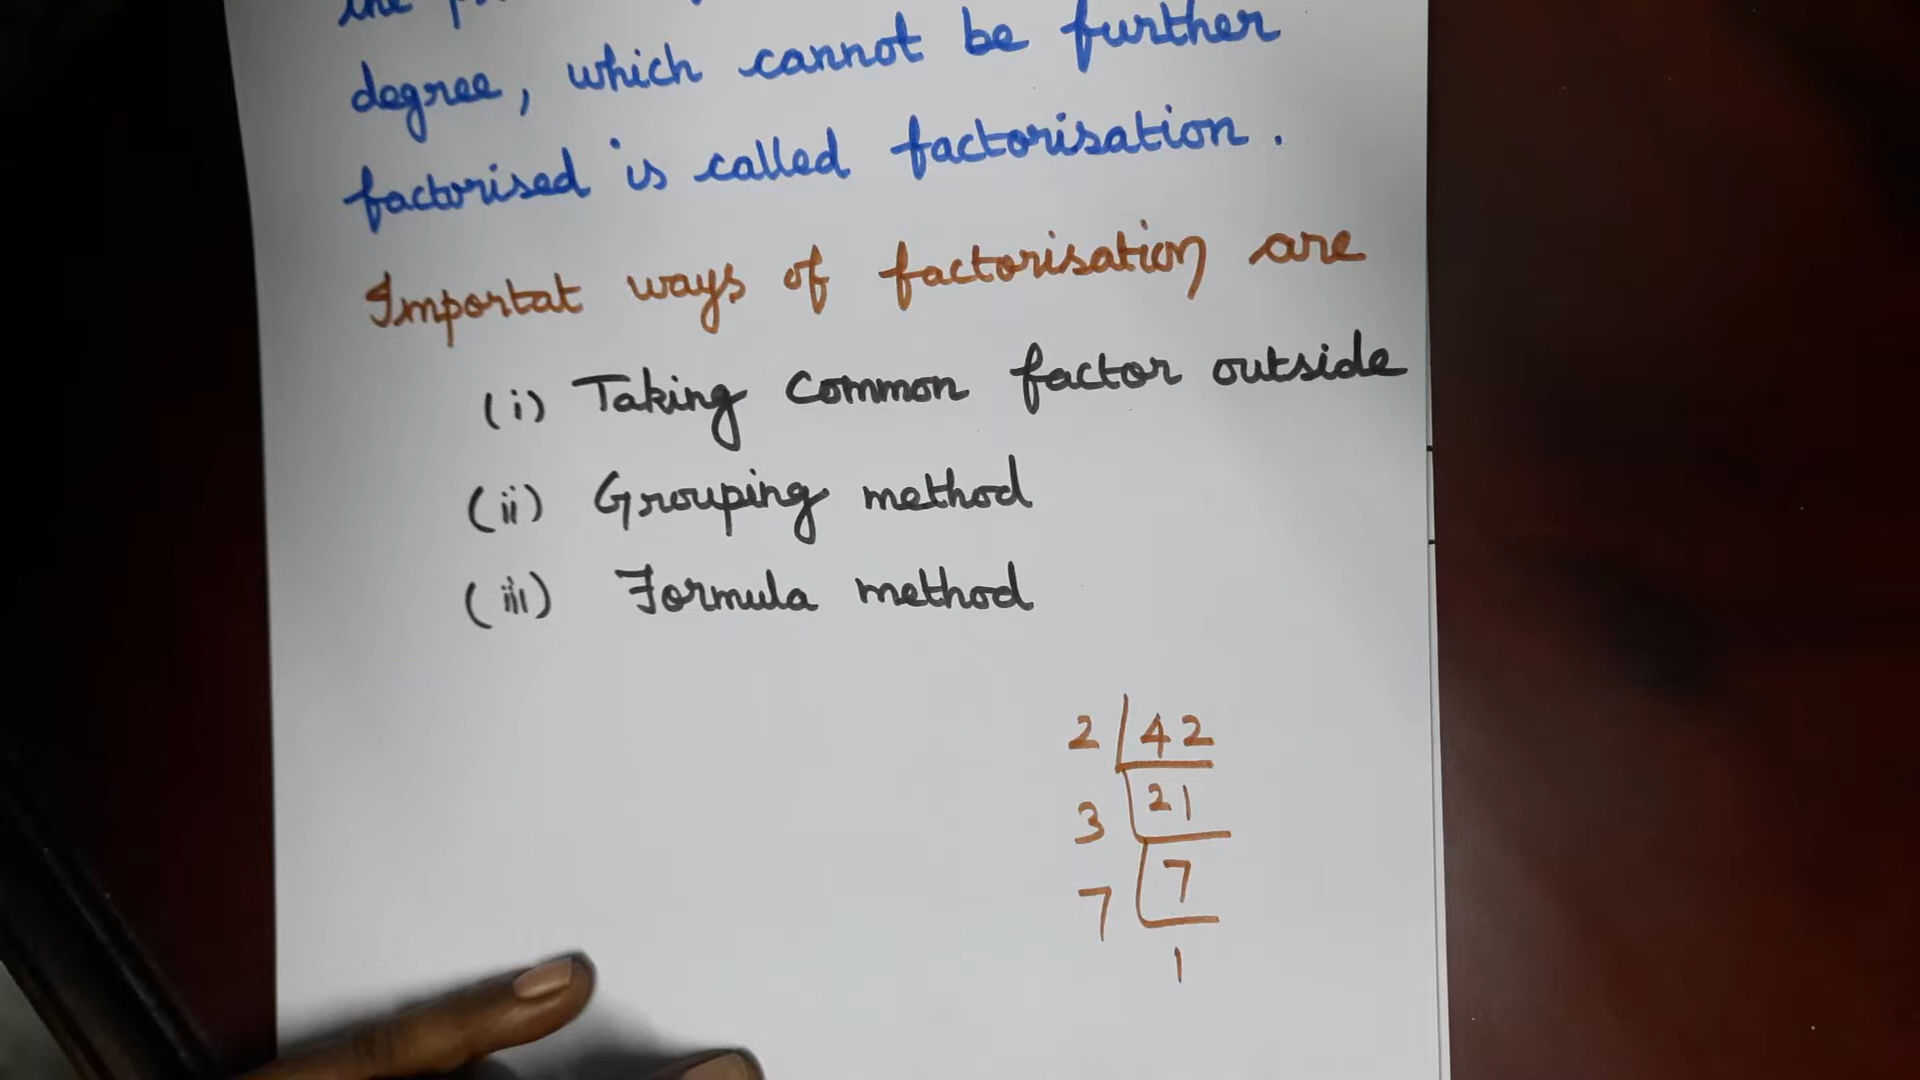 the
degree, which cannot be further
factorised is called factorisation.
Importat ways of factorisation are
(i) Taking Common factor outside
(ii) Grouping method
(iii) Formula method
2 42
3 21
7 7
1